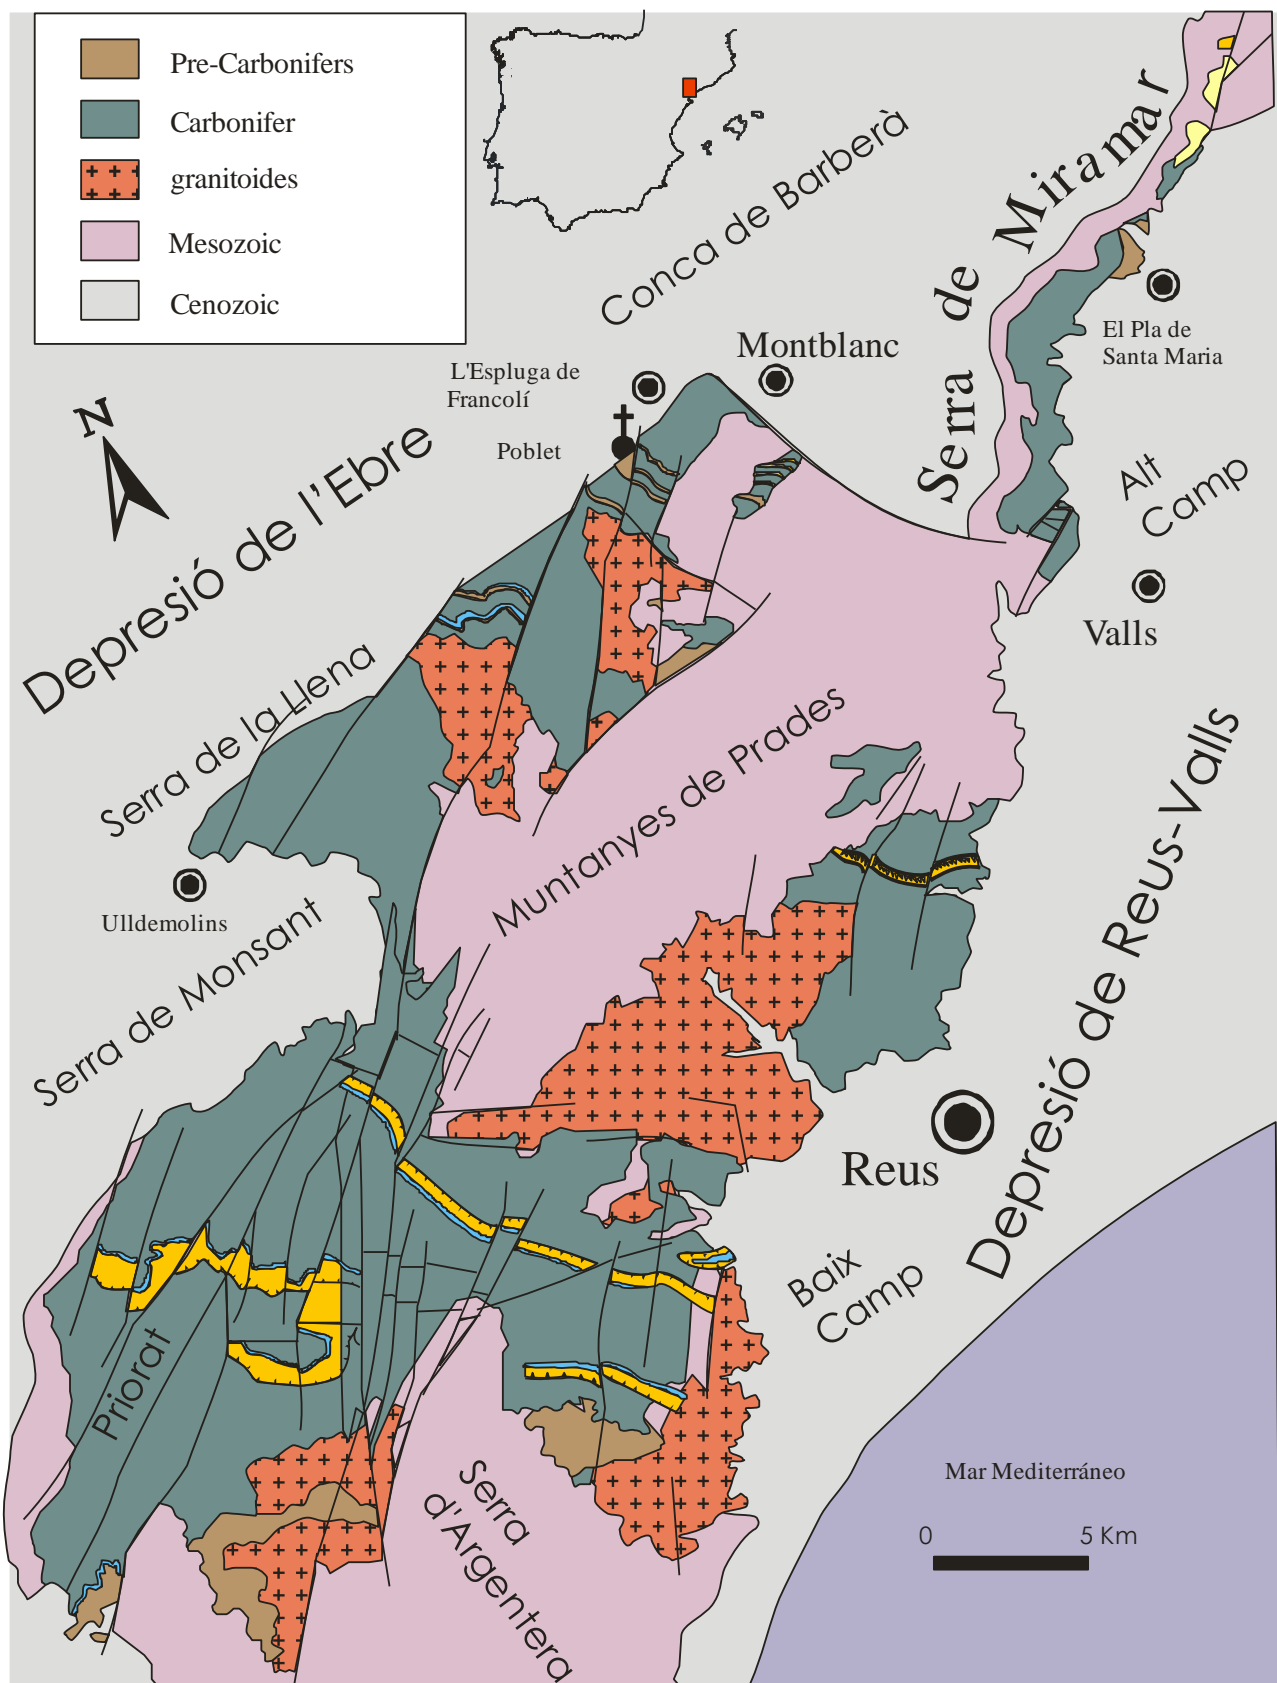 Pre-Carbonifers
Carbonifer
granitoides
Mesozoic
Cenozoic
Conca de Barberà
Serra de Miramar
El Pla de
Santa Maria
Montblanc
L'Espluga de
Francolí
Poblet
N
Depresió de l'Ebre
Alt
Camp
Valls
Serra de la Llena
Muntanyes de Prades
Ulldemolins
Serra de Monsant
Depresió de Reus-Valls
Reus
Baix
Camp
Priorat
Serra
d'Argentera
Mar Mediterráneo
0 5 Km